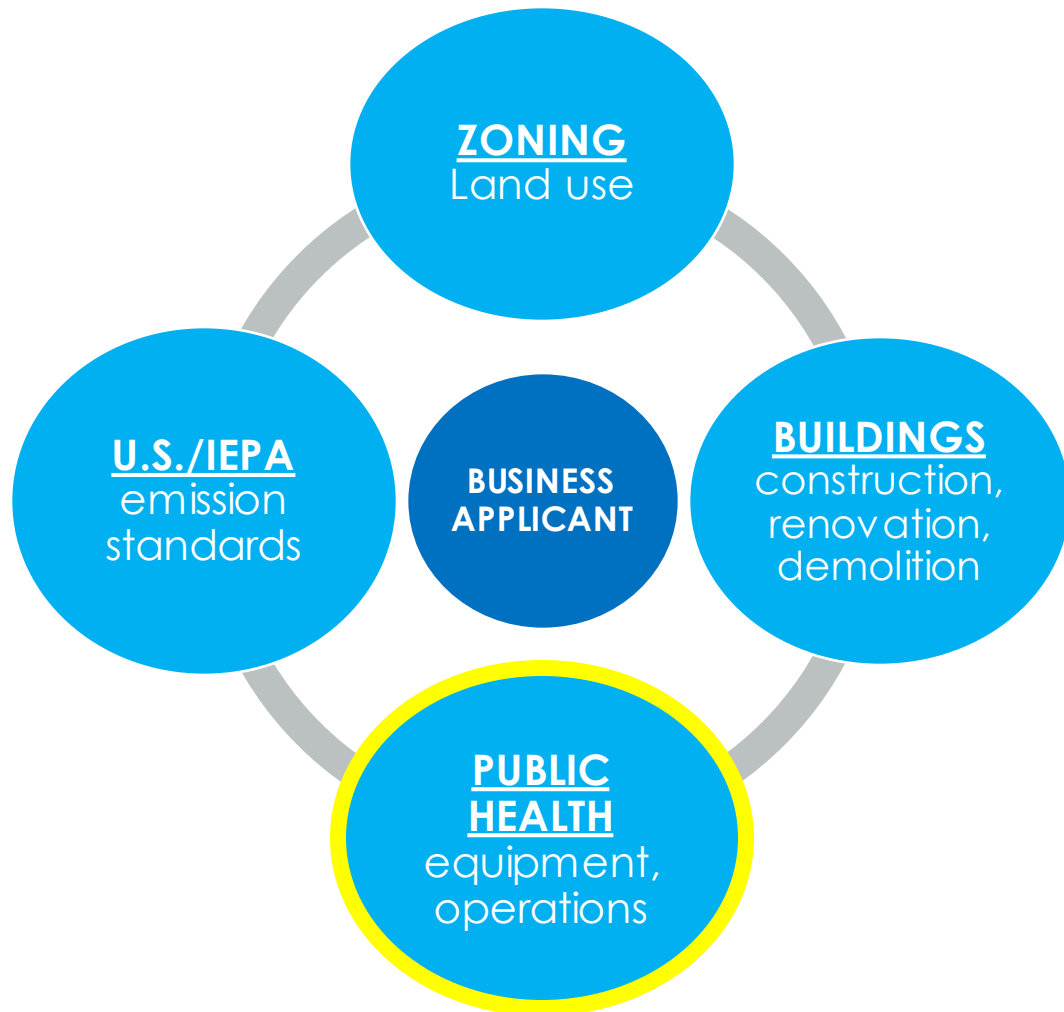 ZONING
Land use
U.S./IEPA
emission
standards
BUSINESS
APPLICANT
BUILDINGS
construction,
renovation,
demolition
PUBLIC
HEALTH
equipment,
operations